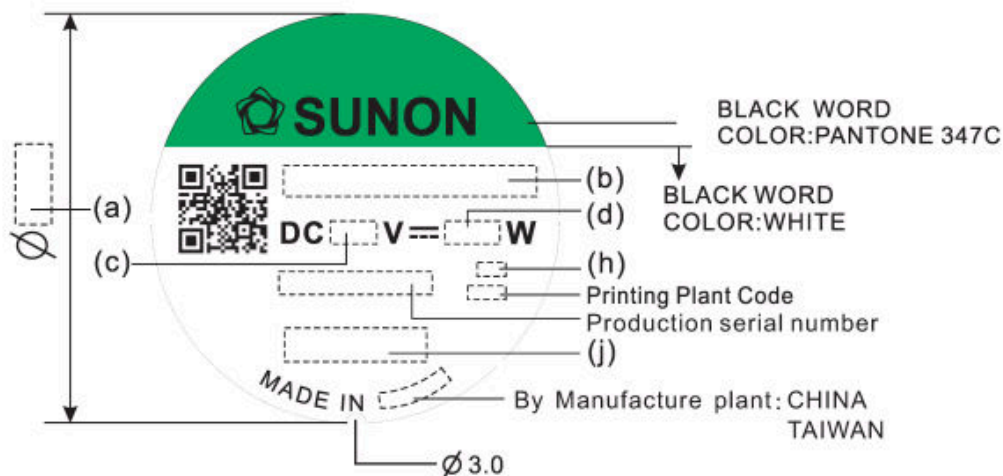 SUNON
BLACK WORD
COLOR:PANTONE 347C
(b)
BLACK WORD
COLOR:WHITE
(a)
(d)
DC V W
Ø
(c)
(h)
Printing Plant Code
Production serial number
(j)
MADE IN
By Manufacture plant: CHINA
TAIWAN
Ø 3.0